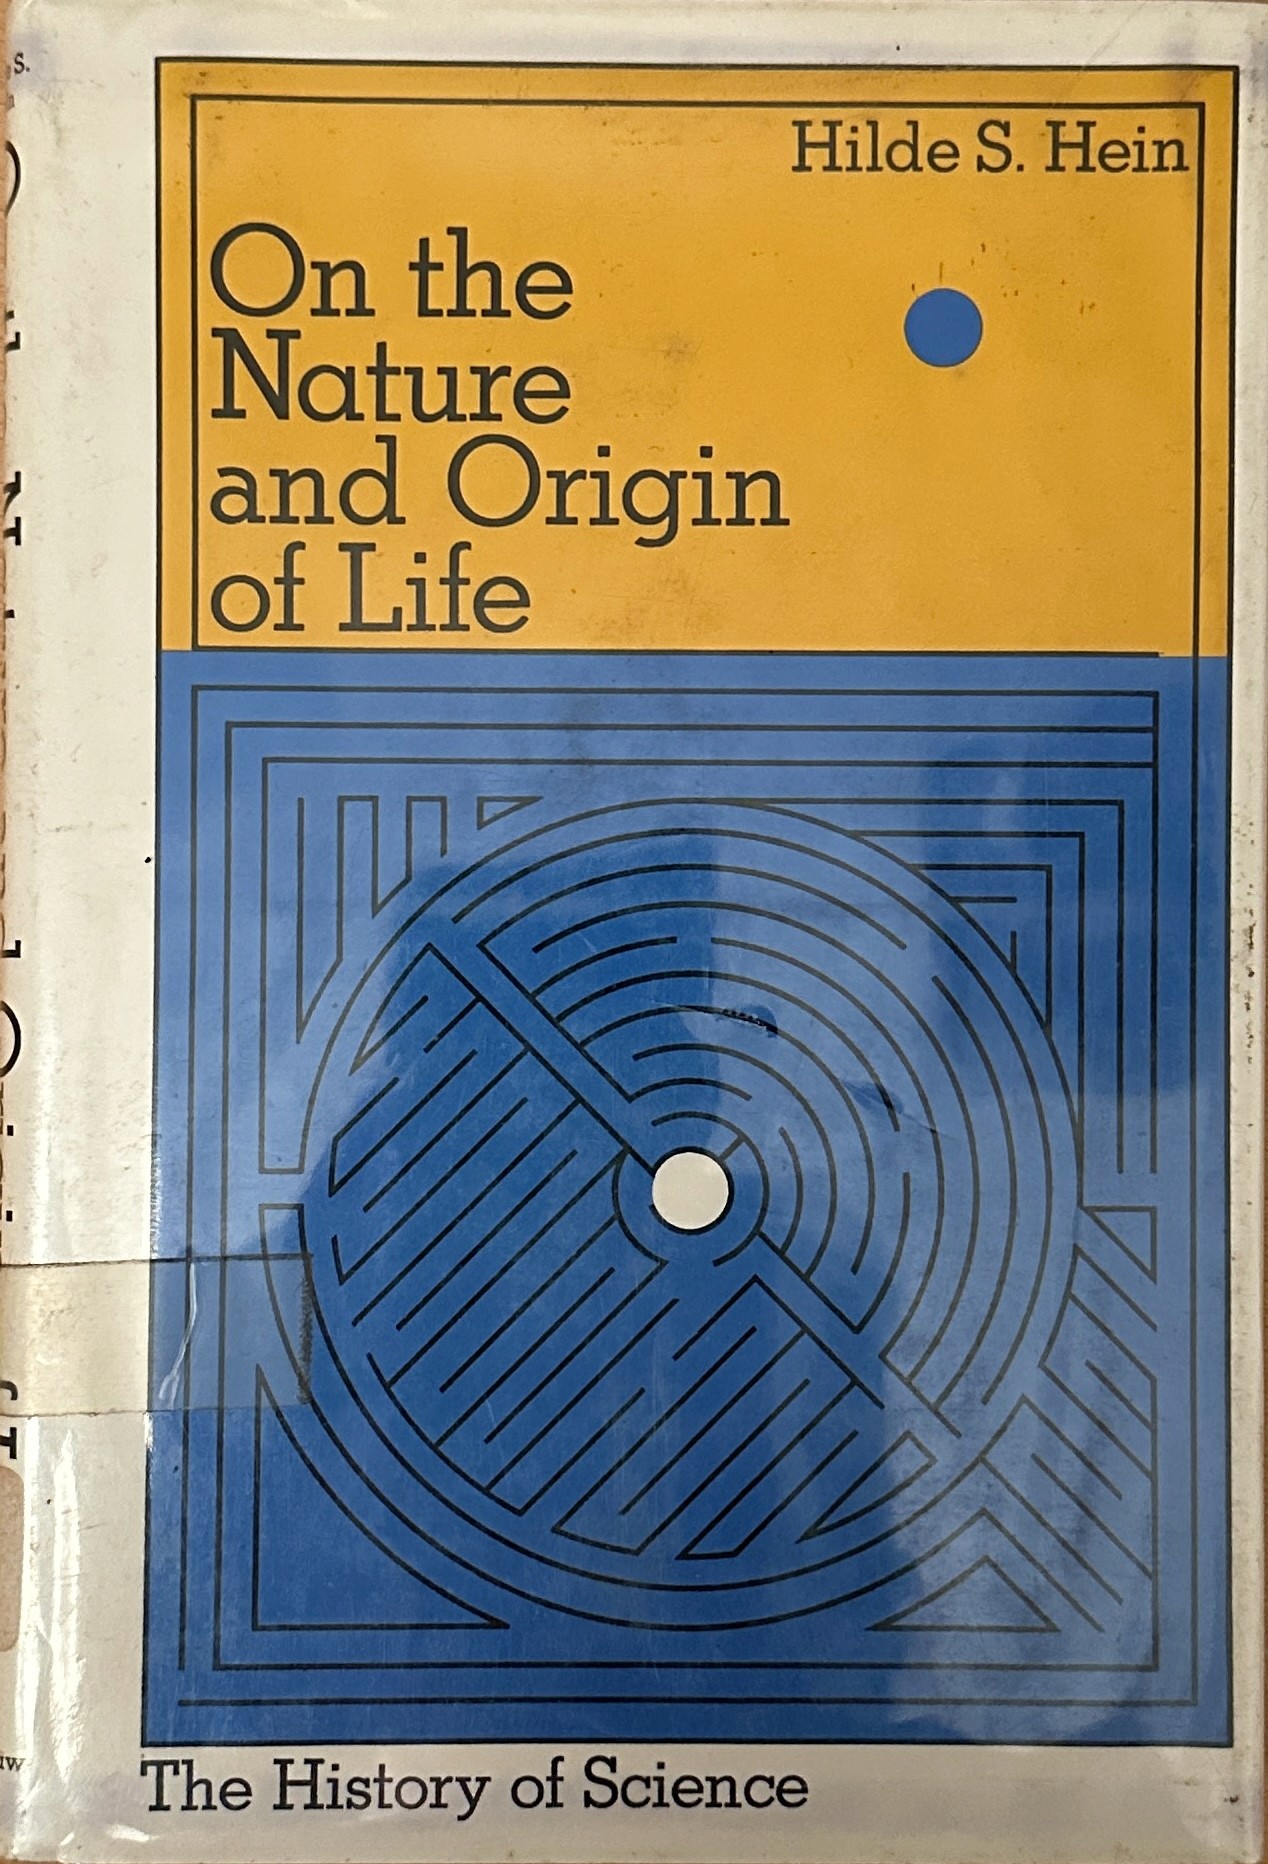 Hilde S. Hein
On the
Nature
and Origin
of Life
The History of Science